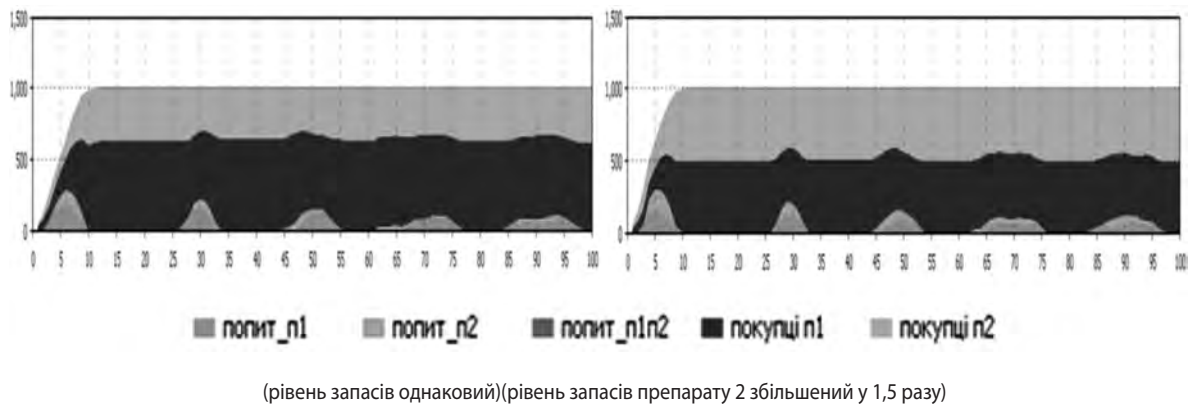 1,500 1,500
1,000 1,000
500 500
0 0
0 5 10 15 20 25 30 35 40 45 50 55 60 65 70 75 80 85 90 95 100 0 5 10 15 20 25 30 35 40 45 50 55 60 65 70 75 80 85 90 95 100
попит_п1 попит_п2 попит_п1п2 покупці п1 покупці п2
(рівень запасів однаковий)(рівень запасів препарату 2 збільшений у 1,5 разу)